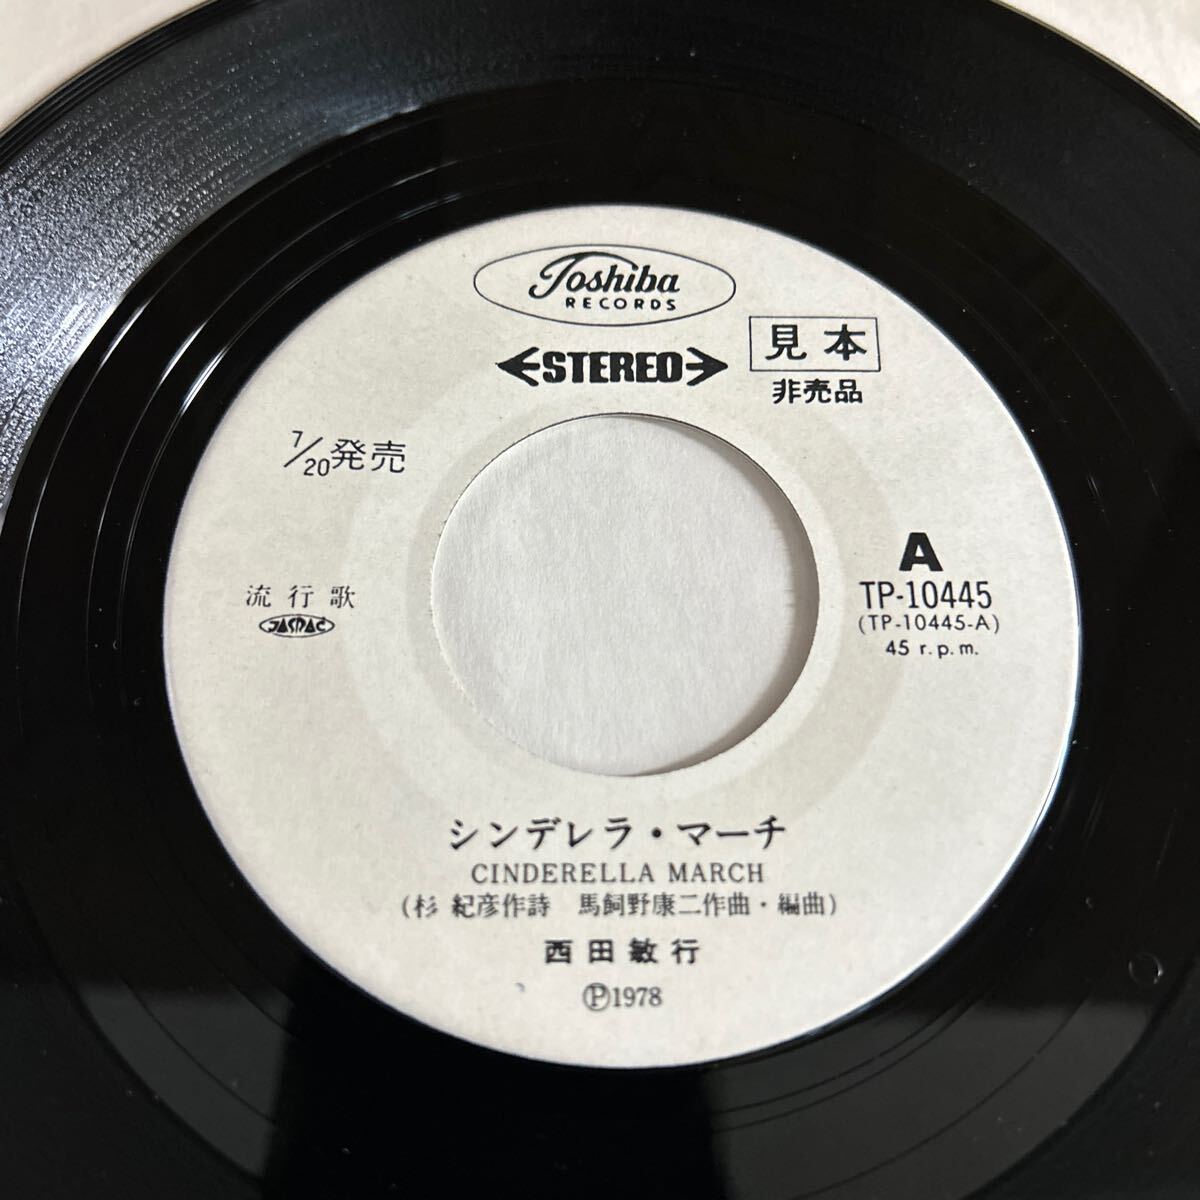 Toshiba
RECORDS
STEREO
見本
非売品
7/20発売
A
TP-10445
(TP-10445-A)
45 r.p.m.
流行歌
JASRAC
シンデレラ・マーチ
CINDERELLA MARCH
(杉 紀彦作詩 馬飼野康二作曲・編曲)
西田敏行
Ⓟ1978